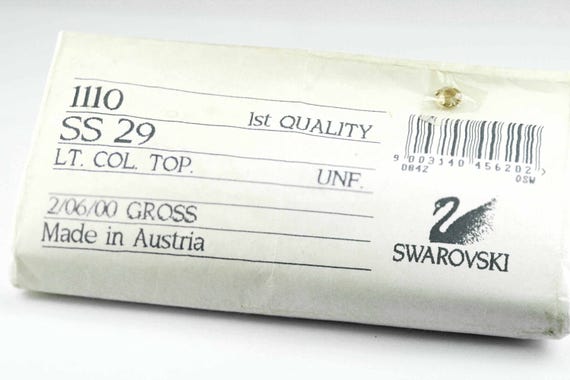 1110
1st QUALITY
SS 29
LT. COL. TOP.
UNF.
2/06/00 GROSS
Made in Austria
9 003140 456202 >
0842 OSW
SWAROVSKI